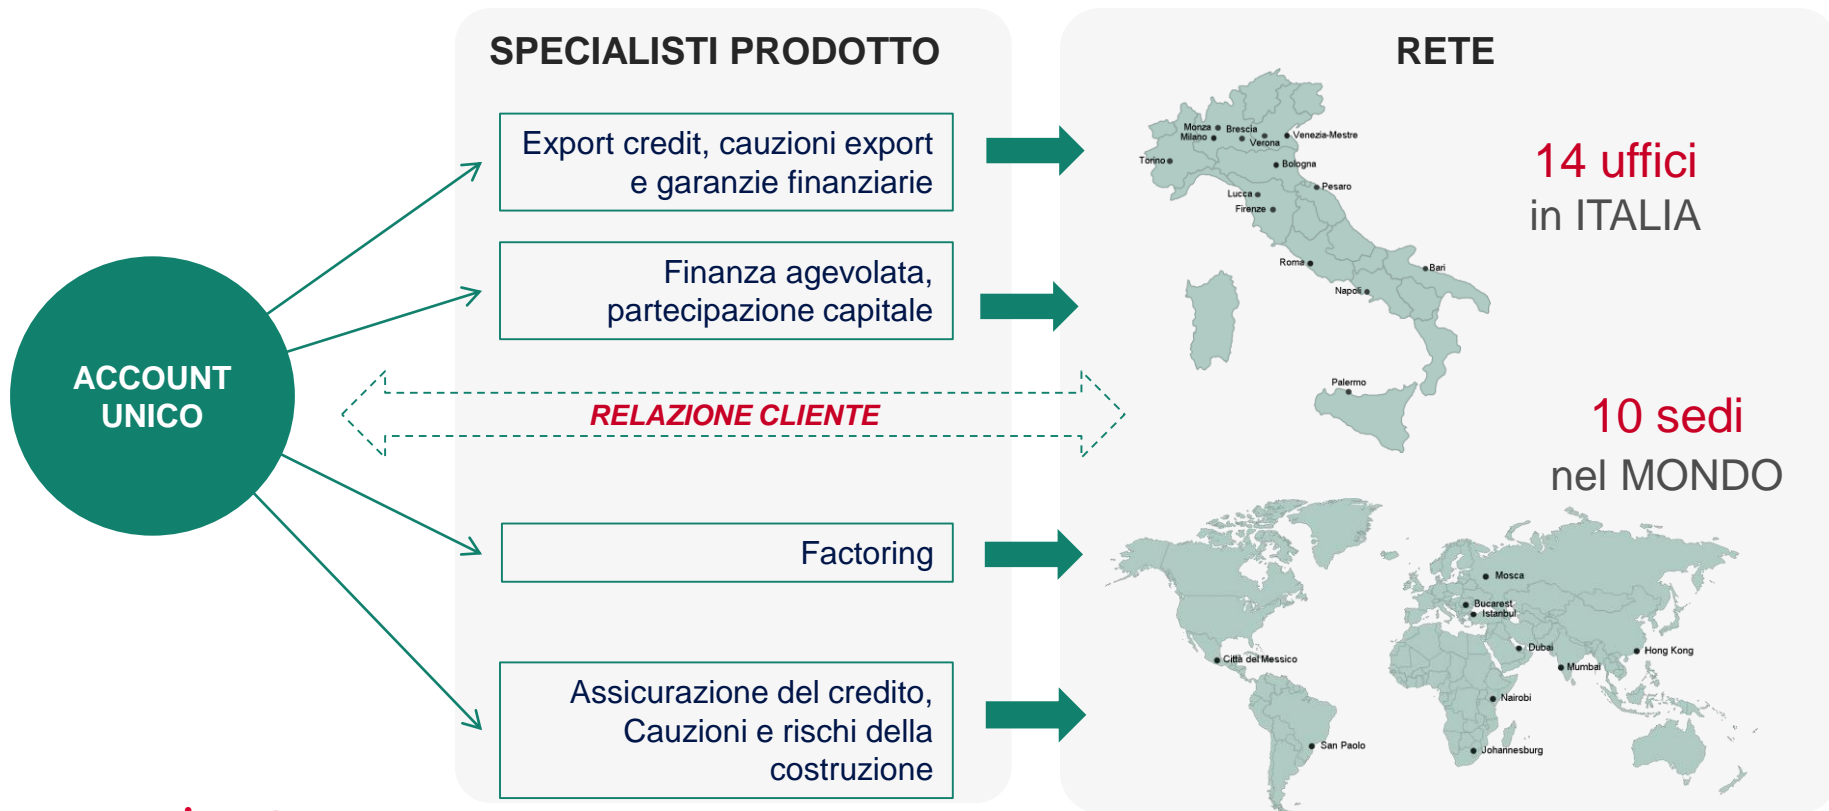 SPECIALISTI PRODOTTO
RETE
Export credit, cauzioni export
e garanzie finanziarie
Finanza agevolata,
partecipazione capitale
ACCOUNT
UNICO
RELAZIONE CLIENTE
Factoring
Assicurazione del credito,
Cauzioni e rischi della
costruzione
Monza
Milano
Brescia
Verona
Venezia-Mestre
Torino
Bologna
Lucca
Pesaro
Firenze
Roma
Bari
Napoli
Palermo
14 uffici
in ITALIA
10 sedi
nel MONDO
Mosca
Bucarest
Istanbul
Dubai
Hong Kong
Mumbai
Città del Messico
Nairobi
San Paolo
Johannesburg